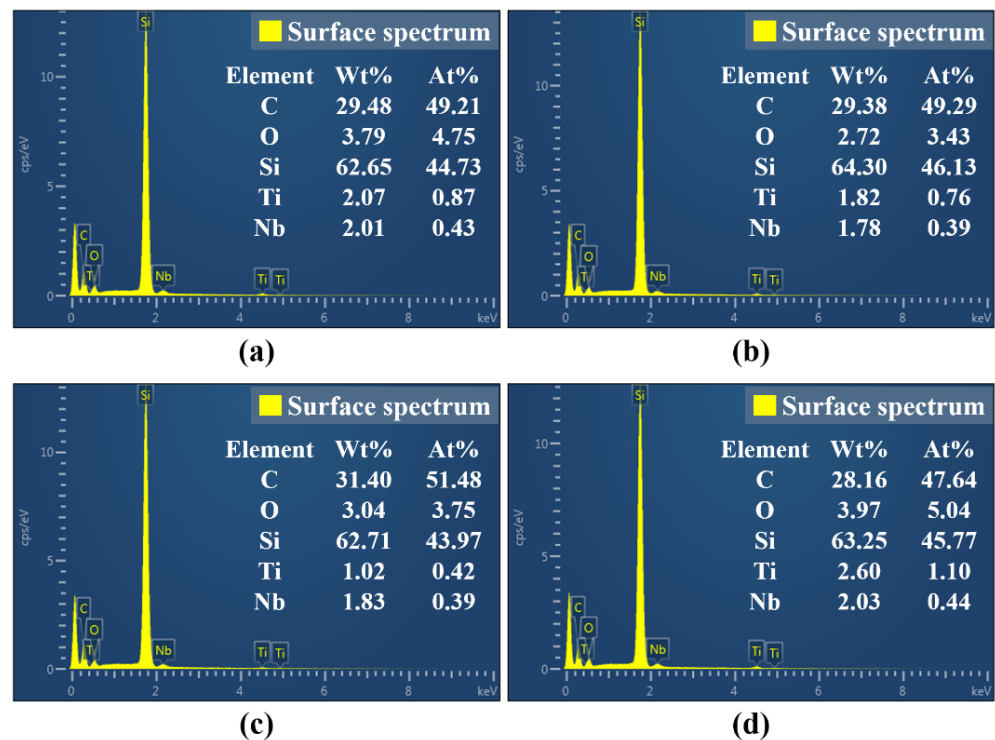 Si
Surface spectrum
Element Wt% At%
C 29.48 49.21
O 3.79 4.75
Si 62.65 44.73
Ti 2.07 0.87
Nb 2.01 0.43
10
5
0
cps/eV
C
O
Ti
Nb
Ti
Ti
0 2 4 6 8 keV
(a)
Si
Surface spectrum
Element Wt% At%
C 29.38 49.29
O 2.72 3.43
Si 64.30 46.13
Ti 1.82 0.76
Nb 1.78 0.39
10
5
0
cps/eV
C
O
T
Nb
Ti
Ti
0 2 4 6 8 keV
(b)
Si
Surface spectrum
Element Wt% At%
C 31.40 51.48
O 3.04 3.75
Si 62.71 43.97
Ti 1.02 0.42
Nb 1.83 0.39
10
5
0
cps/eV
C
O
T
Nb
Ti
Ti
0 2 4 6 8 keV
(c)
Si
Surface spectrum
Element Wt% At%
C 28.16 47.64
O 3.97 5.04
Si 63.25 45.77
Ti 2.60 1.10
Nb 2.03 0.44
10
5
0
cps/eV
C
O
T
Nb
Ti
Ti
0 2 4 6 8 keV
(d)